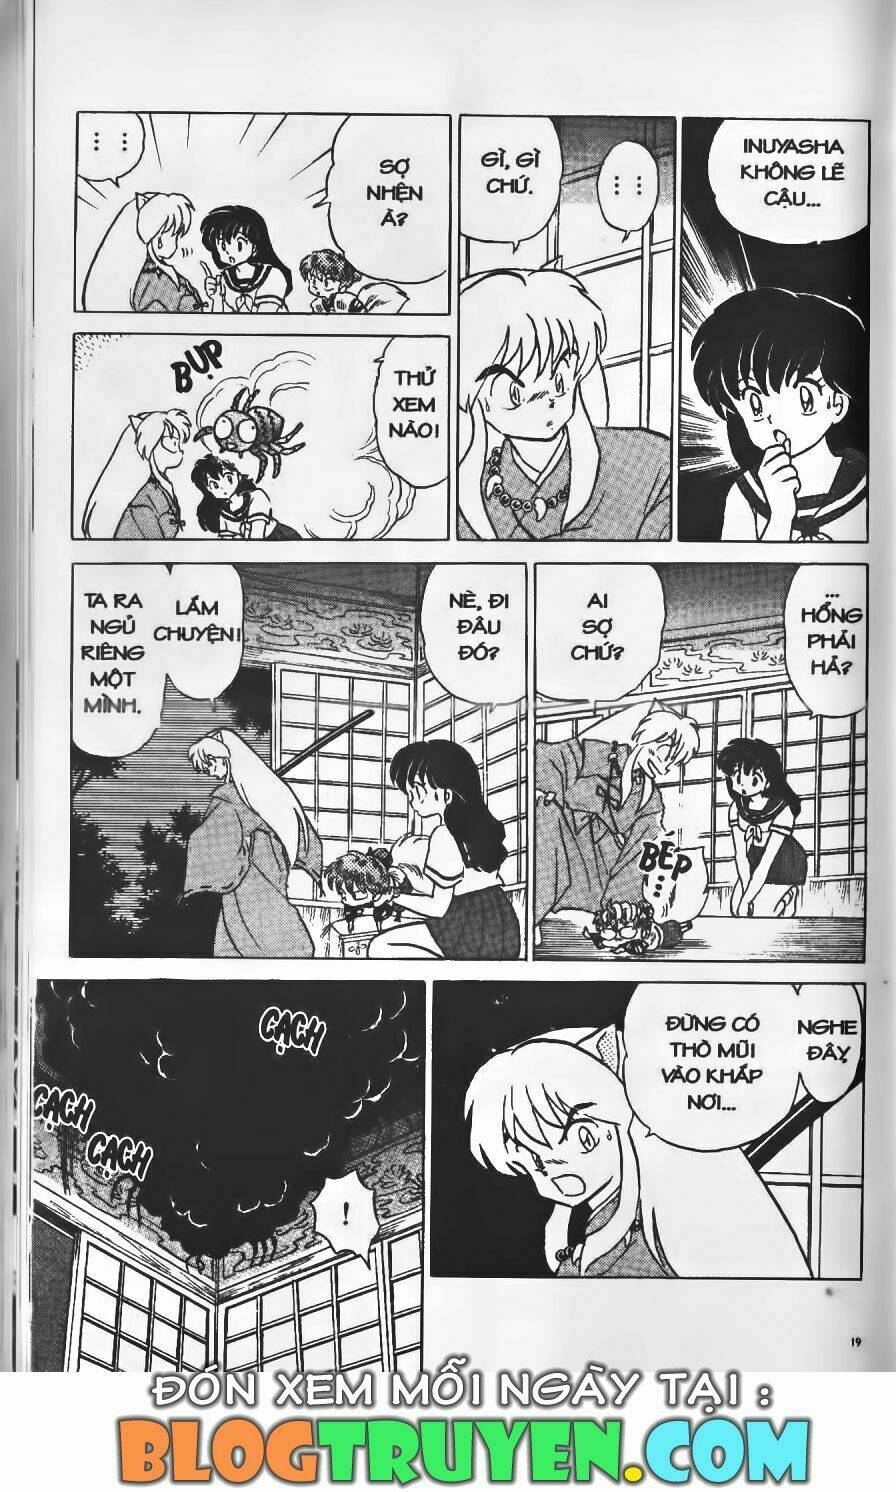 INUYASHA
KHÔNG LẼ
CẬU...
...
GÌ, GÌ
CHỨ.
SỢ
NHỆN
À?
...
THỬ
XEM
NÀO!
BỤP
...
HỔNG
PHẢI
HẢ?
AI
SỢ
CHỨ?
BÉP
...
NÈ, ĐI
ĐÂU
ĐÓ?
LẮM
CHUYỆN!
TA RA
NGỦ
RIÊNG
MỘT
MÌNH.
NGHE
ĐÂY,
ĐỪNG CÓ
THÒ MŨI
VÀO KHẮP
NƠI...
CẠCH
CẠCH
CẠCH
!
19
ĐÓN XEM MỖI NGÀY TẠI :
BLOGTRUYEN.COM